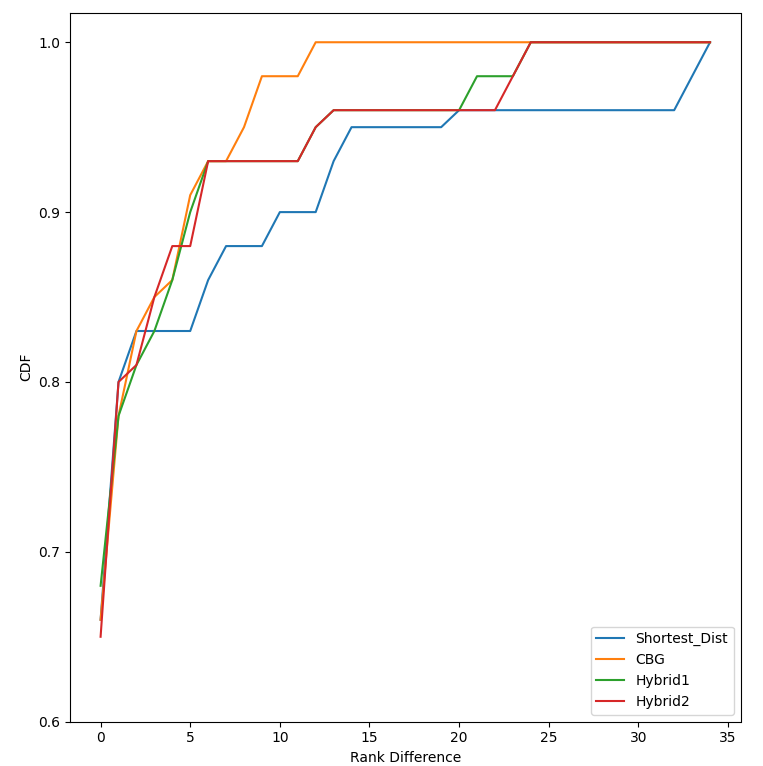 1.0
0.9
0.8
0.7
0.6
CDF
0 5 10 15 20 25 30 35
Rank Difference
Shortest_Dist
CBG
Hybrid1
Hybrid2